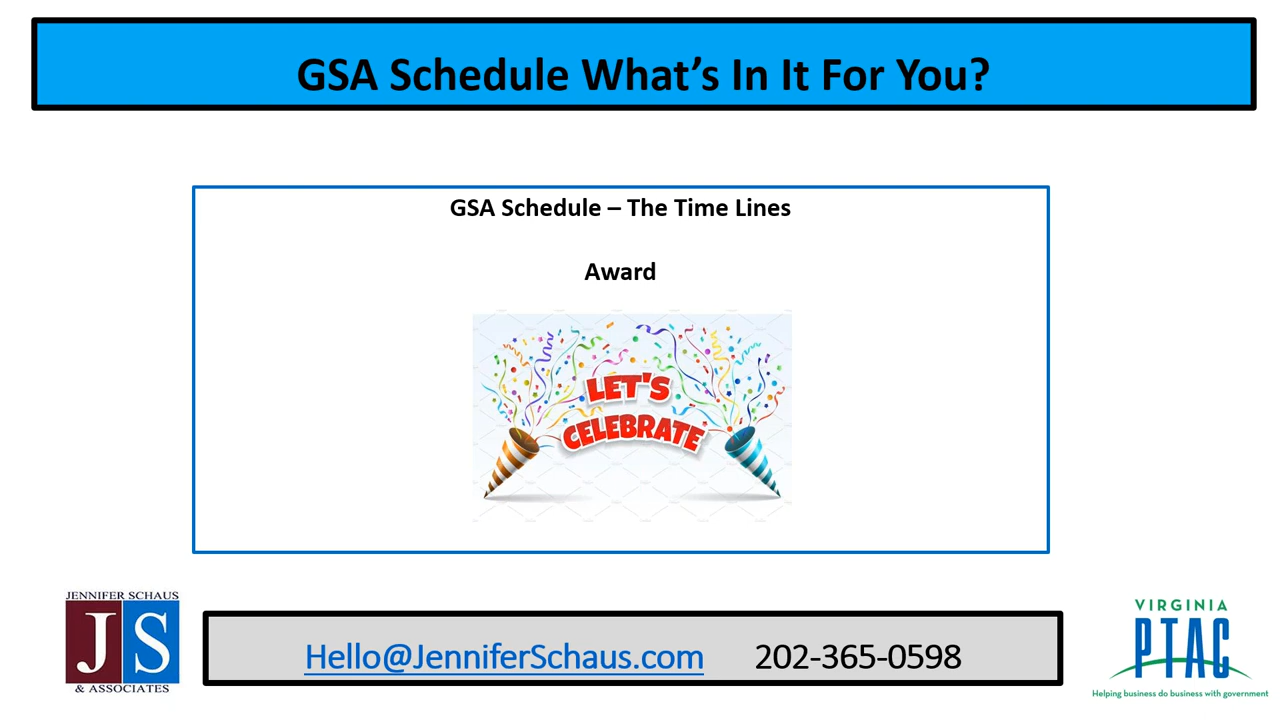 GSA Schedule What’s In It For You?
GSA Schedule – The Time Lines
Award
LET'S
CELEBRATE
JENNIFER SCHAUS
JS
& ASSOCIATES
Hello@JenniferSchaus.com 202-365-0598
VIRGINIA
PTAC
Helping business do business with government